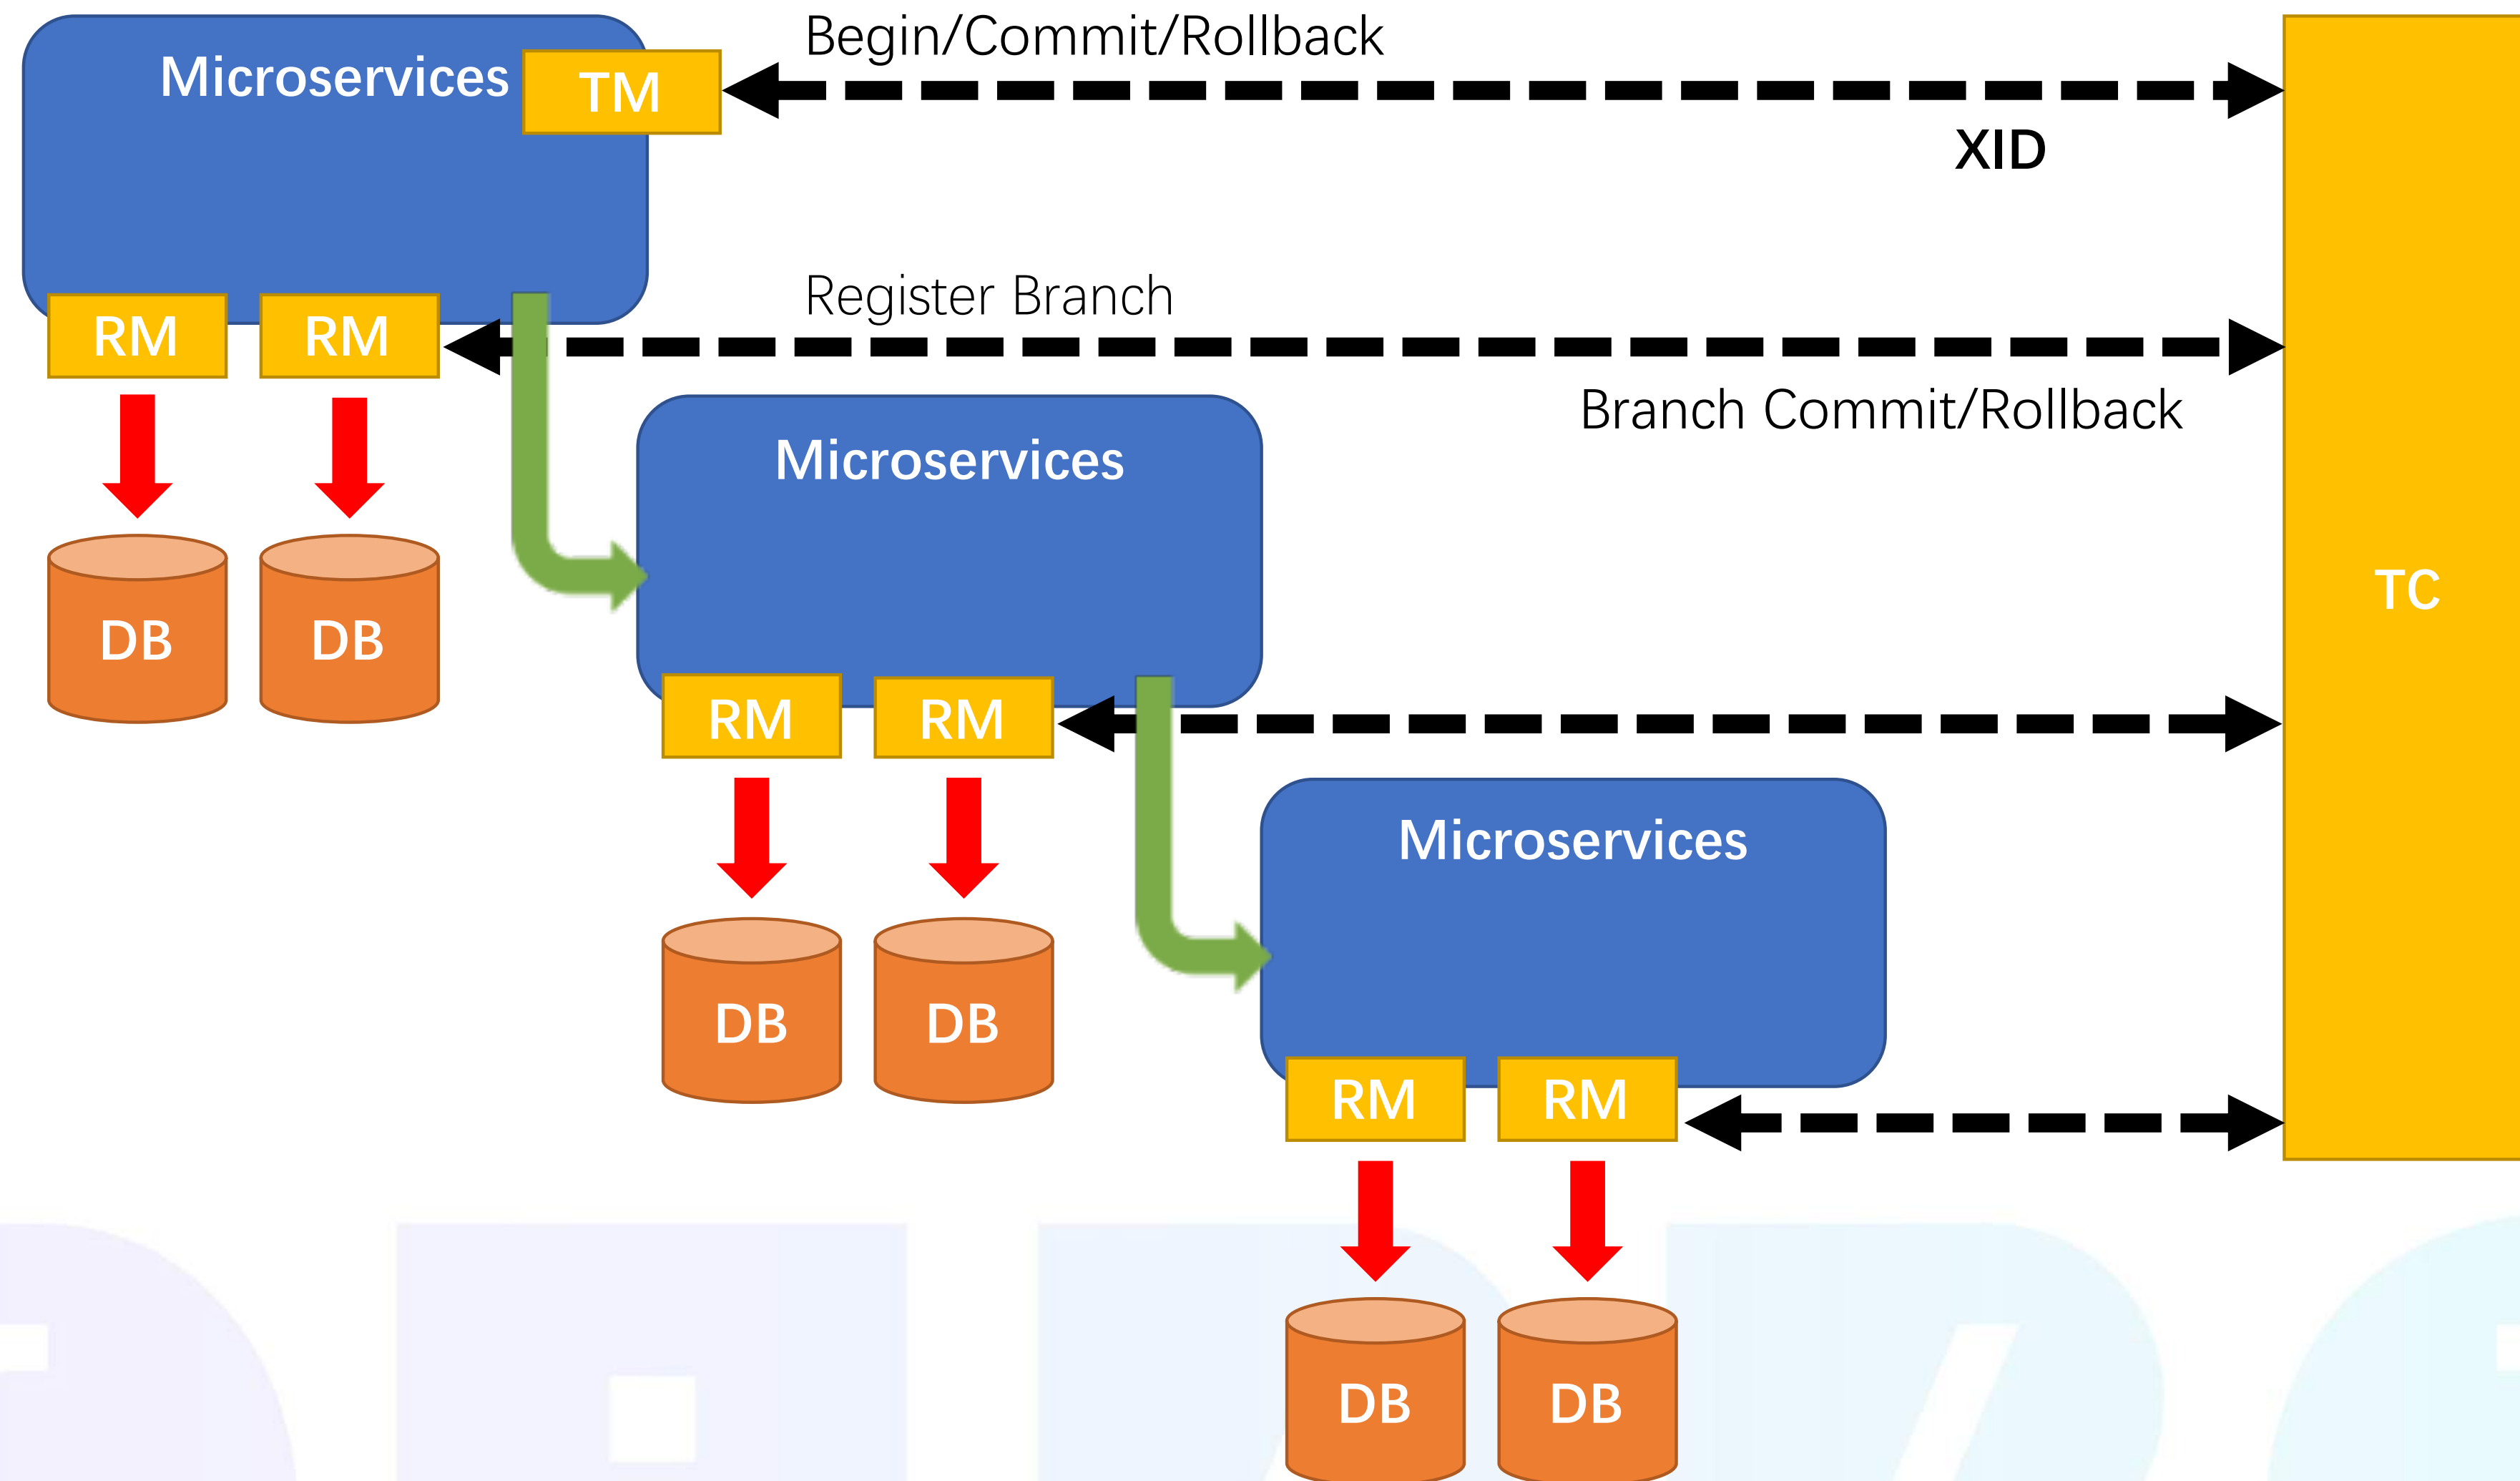 Begin/Commit/Rollback
Microservices
TM
XID
Register Branch
RM
RM
Branch Commit/Rollback
Microservices
TC
DB
DB
RM
RM
Microservices
DB
DB
RM
RM
DB
DB